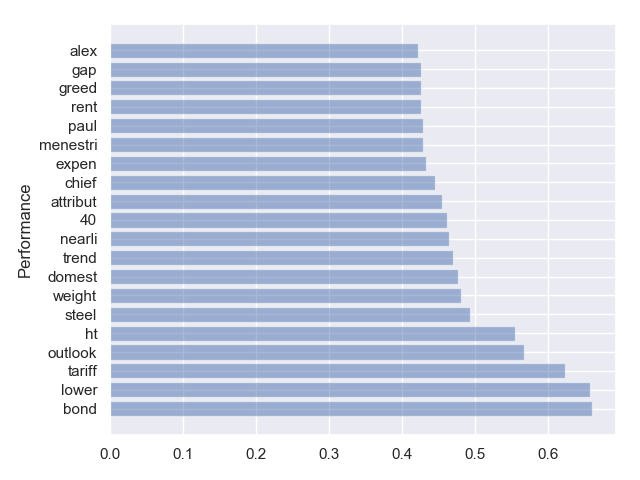 alex
gap
greed
rent
paul
menestri
expen
chief
attribut
40
nearli
trend
domest
weight
steel
ht
outlook
tariff
lower
bond
Performance
0.0 0.1 0.2 0.3 0.4 0.5 0.6